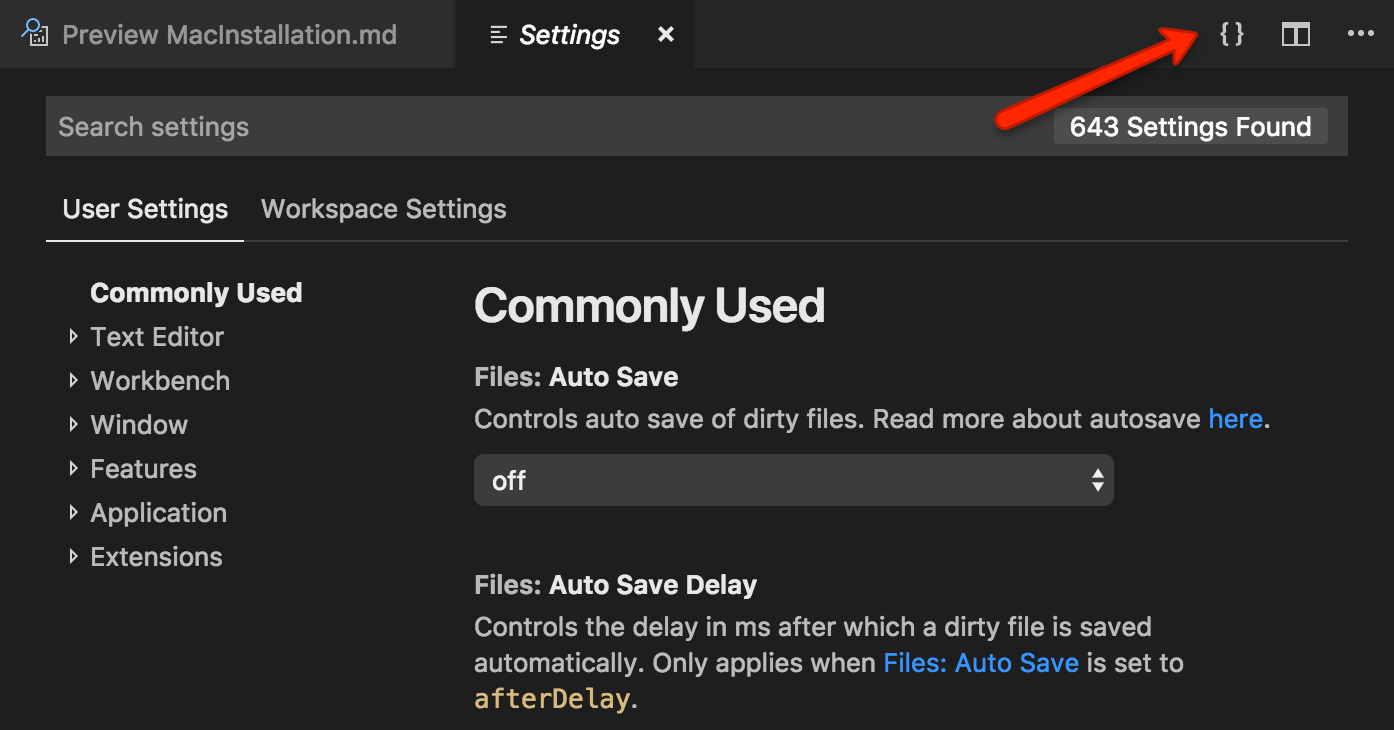 Preview MacInstallation.md
Settings
{ }
Search settings
643 Settings Found
User Settings
Workspace Settings
Commonly Used
Text Editor
Workbench
Window
Features
Application
Extensions
Commonly Used
Files: Auto Save
Controls auto save of dirty files. Read more about autosave here.
off
Files: Auto Save Delay
Controls the delay in ms after which a dirty file is saved
automatically. Only applies when Files: Auto Save is set to
afterDelay.